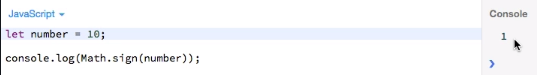 JavaScript
Console
let number = 10;
console.log(Math.sign(number));
1